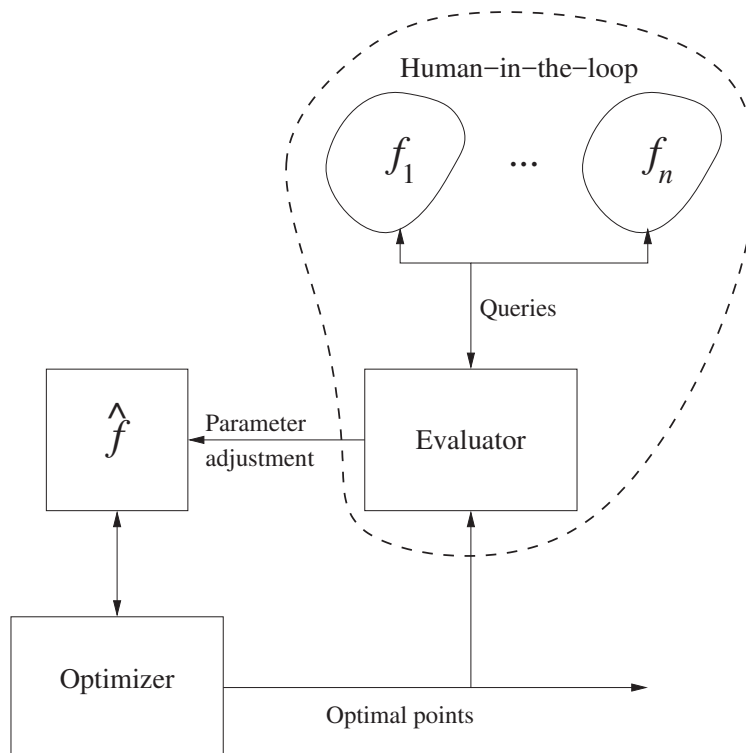 Human-in-the-loop
f1 ... fn
Queries
Parameter
adjustment
f̂
Evaluator
Optimizer
Optimal points